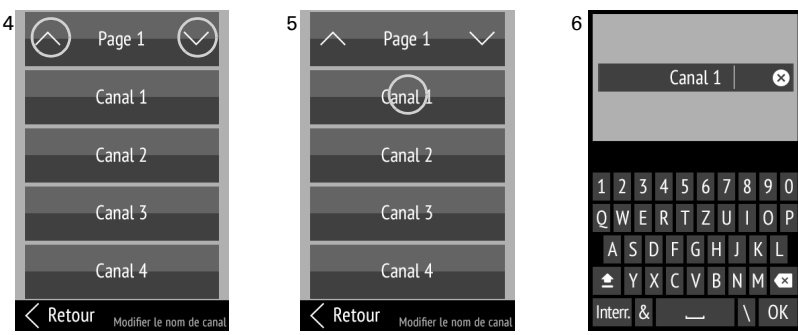 4
Page 1
Canal 1
Canal 2
Canal 3
Canal 4
Retour Modifier le nom de canal
5
Page 1
Canal 1
Canal 2
Canal 3
Canal 4
Retour Modifier le nom de canal
6
Canal 1
1 2 3 4 5 6 7 8 9 0
Q W E R T Z U I O P
A S D F G H J K L
Y X C V B N M
Interr. & \ OK